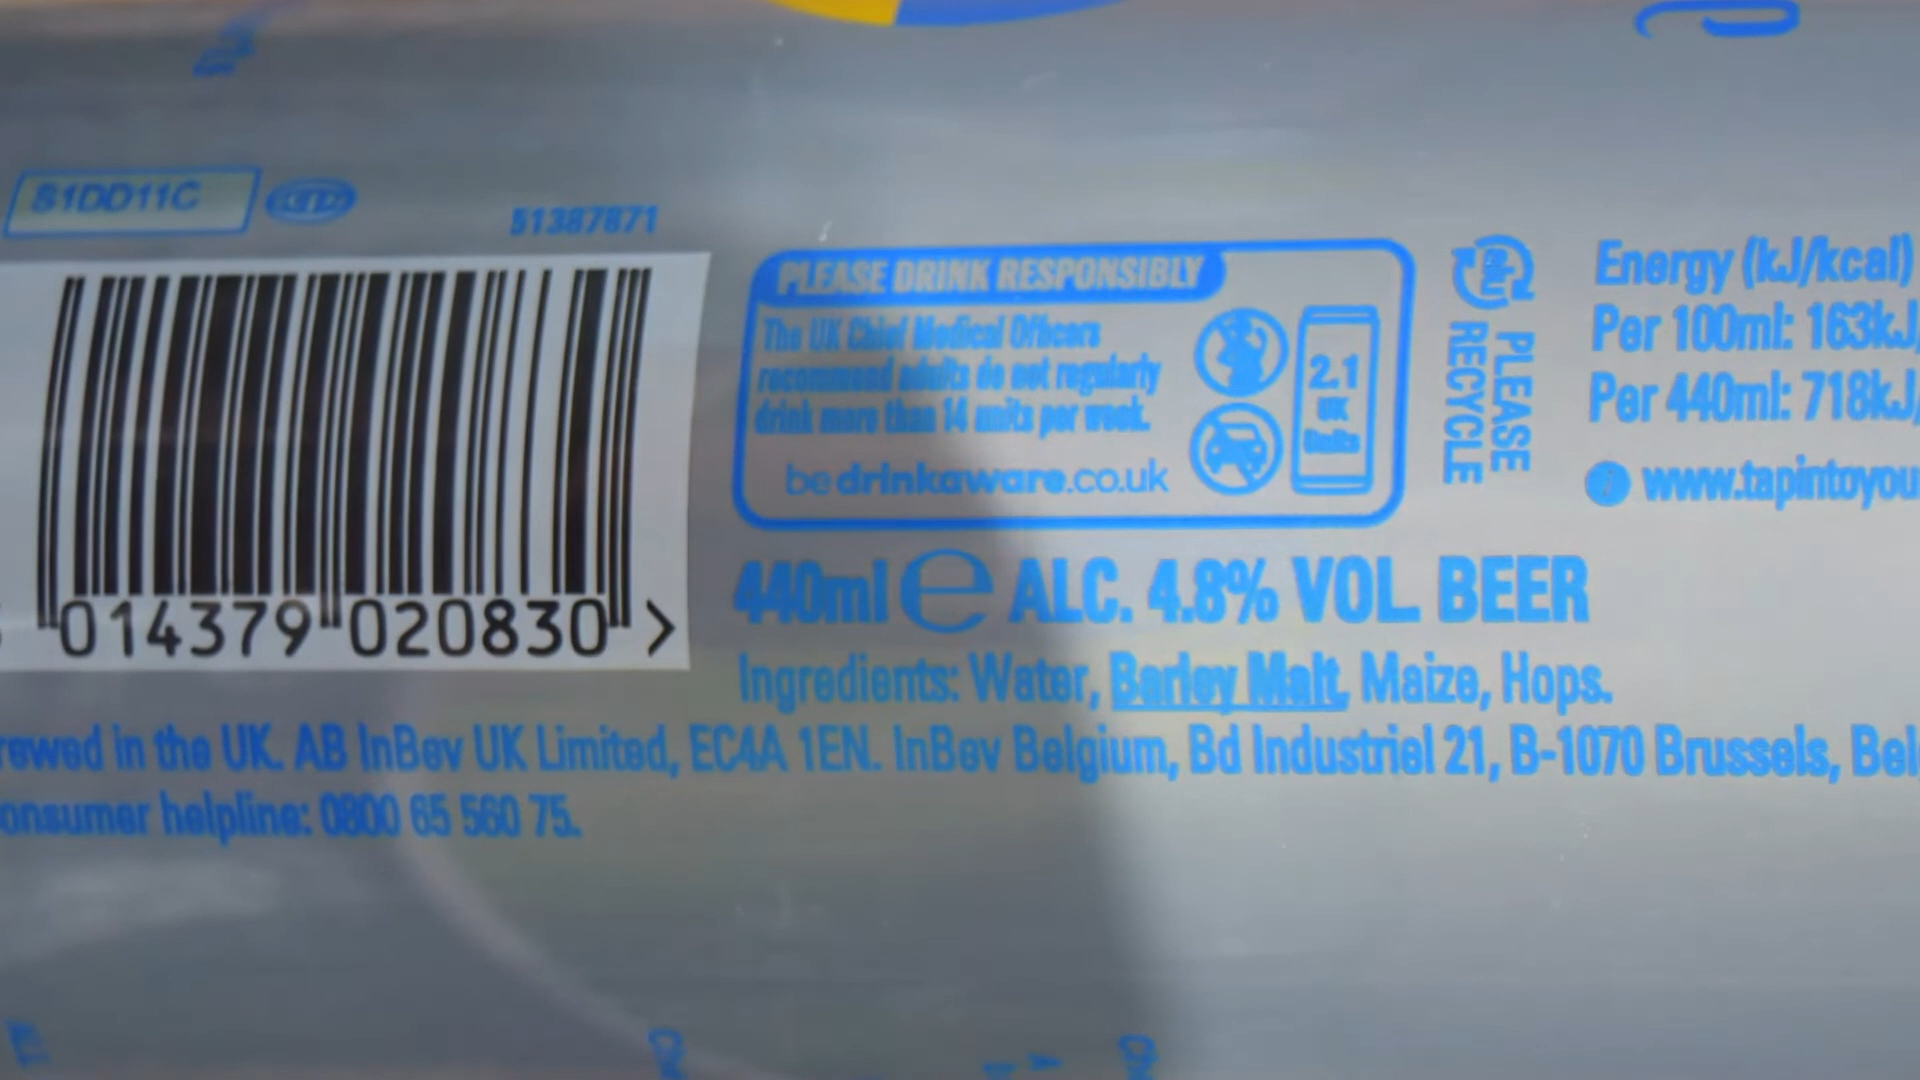 S1DD11C
51387871
014379 020830 >
PLEASE DRINK RESPONSIBLY
The UK Chief Medical Officers
recommend adults do not regularly
drink more than 14 units per week.
bedrinkaware.co.uk
2.1
UK
Units
PLEASE
RECYCLE
alu
Energy (kJ/kcal)
Per 100ml: 163kJ/
Per 440ml: 718kJ/
www.tapintoyou
440ml e ALC. 4.8% VOL BEER
Ingredients: Water, Barley Malt, Maize, Hops.
rewed in the UK. AB InBev UK Limited, EC4A 1EN. InBev Belgium, Bd Industriel 21, B-1070 Brussels, Bel
onsumer helpline: 0800 65 560 75.